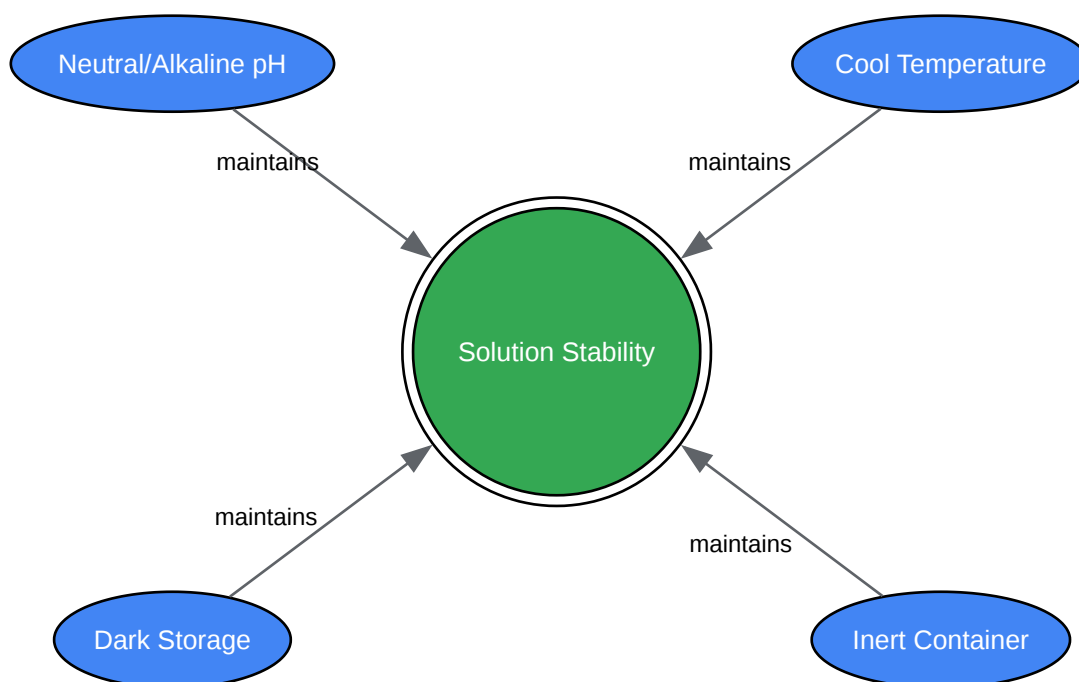 Neutral/Alkaline pH
Cool Temperature
maintains
maintains
Solution Stability
maintains
maintains
Dark Storage
Inert Container